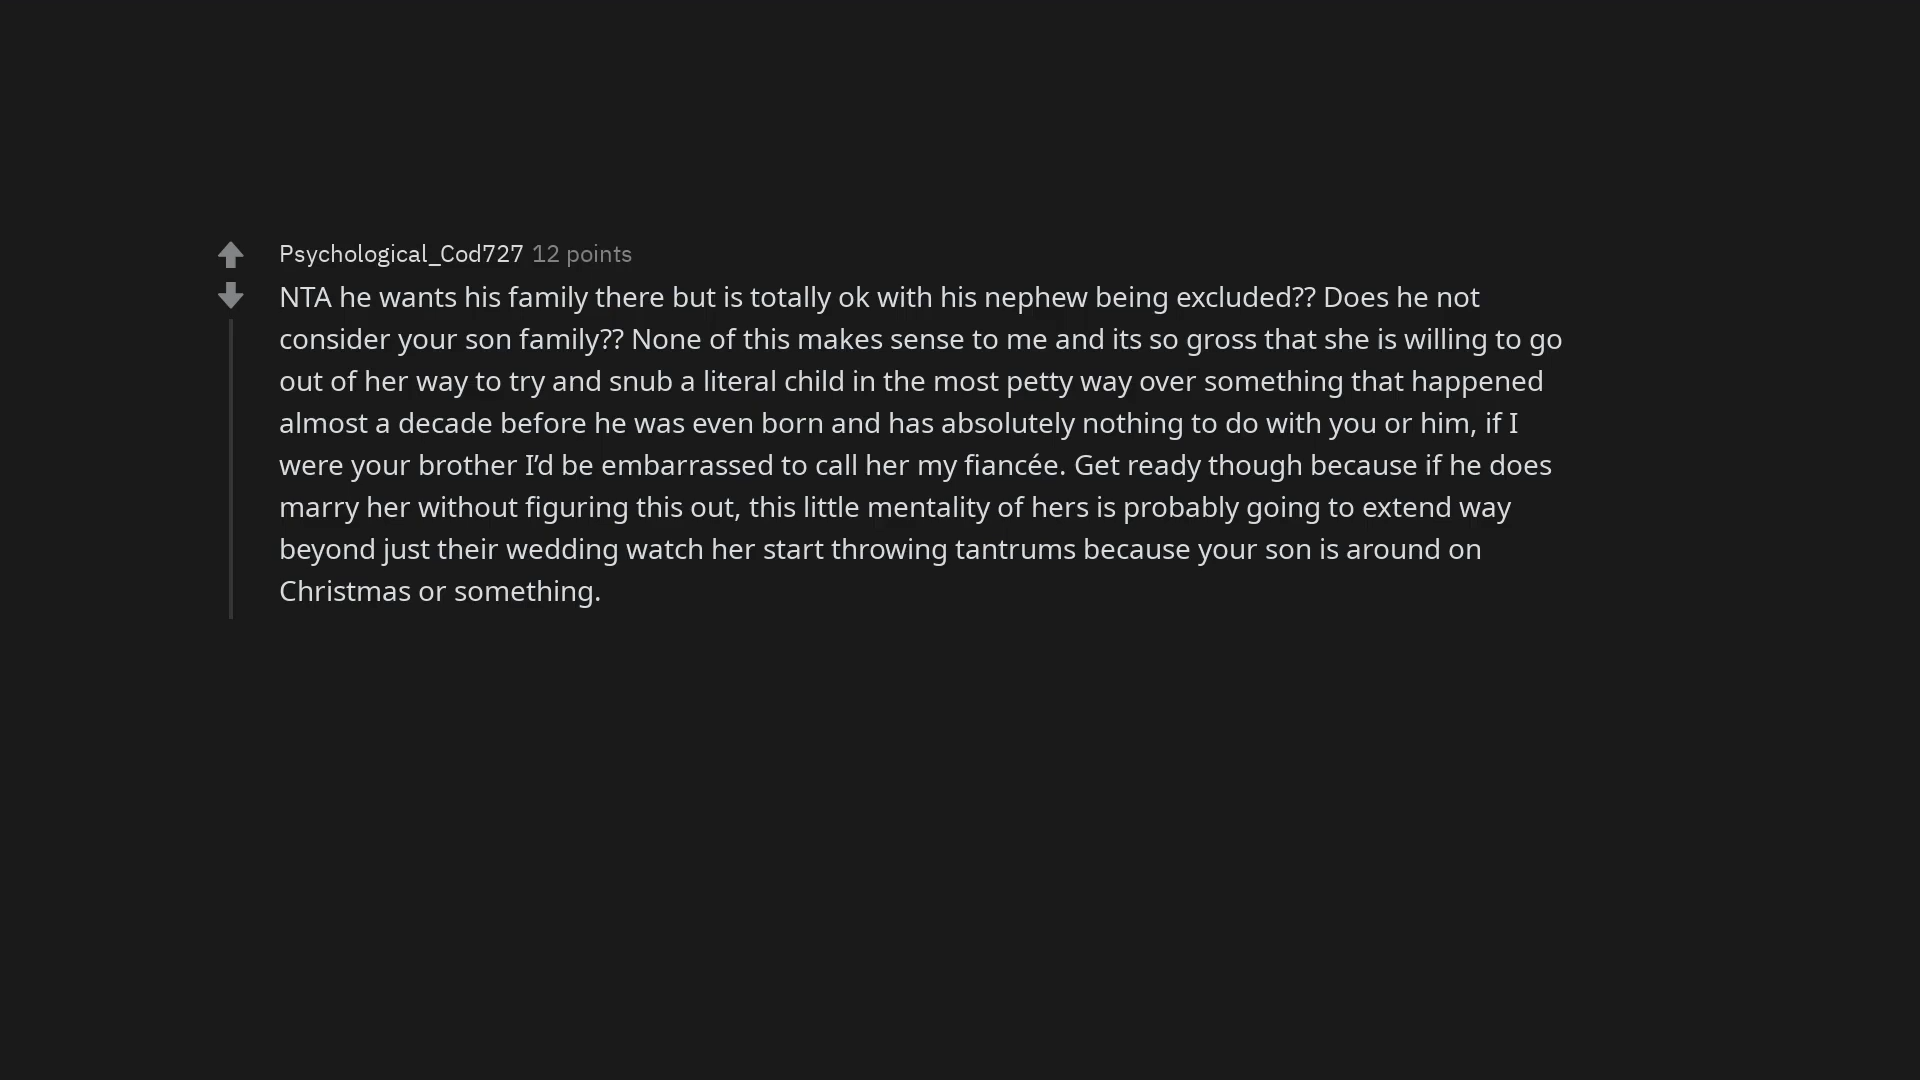 Psychological_Cod727 12 points
NTA he wants his family there but is totally ok with his nephew being excluded?? Does he not
consider your son family?? None of this makes sense to me and its so gross that she is willing to go
out of her way to try and snub a literal child in the most petty way over something that happened
almost a decade before he was even born and has absolutely nothing to do with you or him, if I
were your brother I’d be embarrassed to call her my fiancée. Get ready though because if he does
marry her without figuring this out, this little mentality of hers is probably going to extend way
beyond just their wedding watch her start throwing tantrums because your son is around on
Christmas or something.